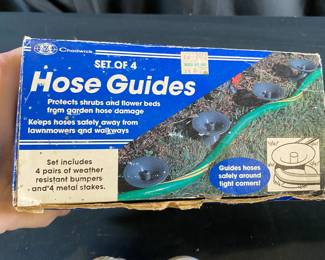 Chadwick
SET OF 4
Hose Guides
Protects shrubs and flower beds
from garden hose damage
Keeps hoses safely away from
lawnmowers and walkways
Set includes
4 pairs of weather
resistant bumpers
and 4 metal stakes.
Guides hoses
safely around
tight corners!